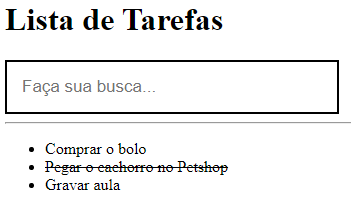 Lista de Tarefas
Faça sua busca...
Comprar o bolo
Pegar o cachorro no Petshop
Gravar aula